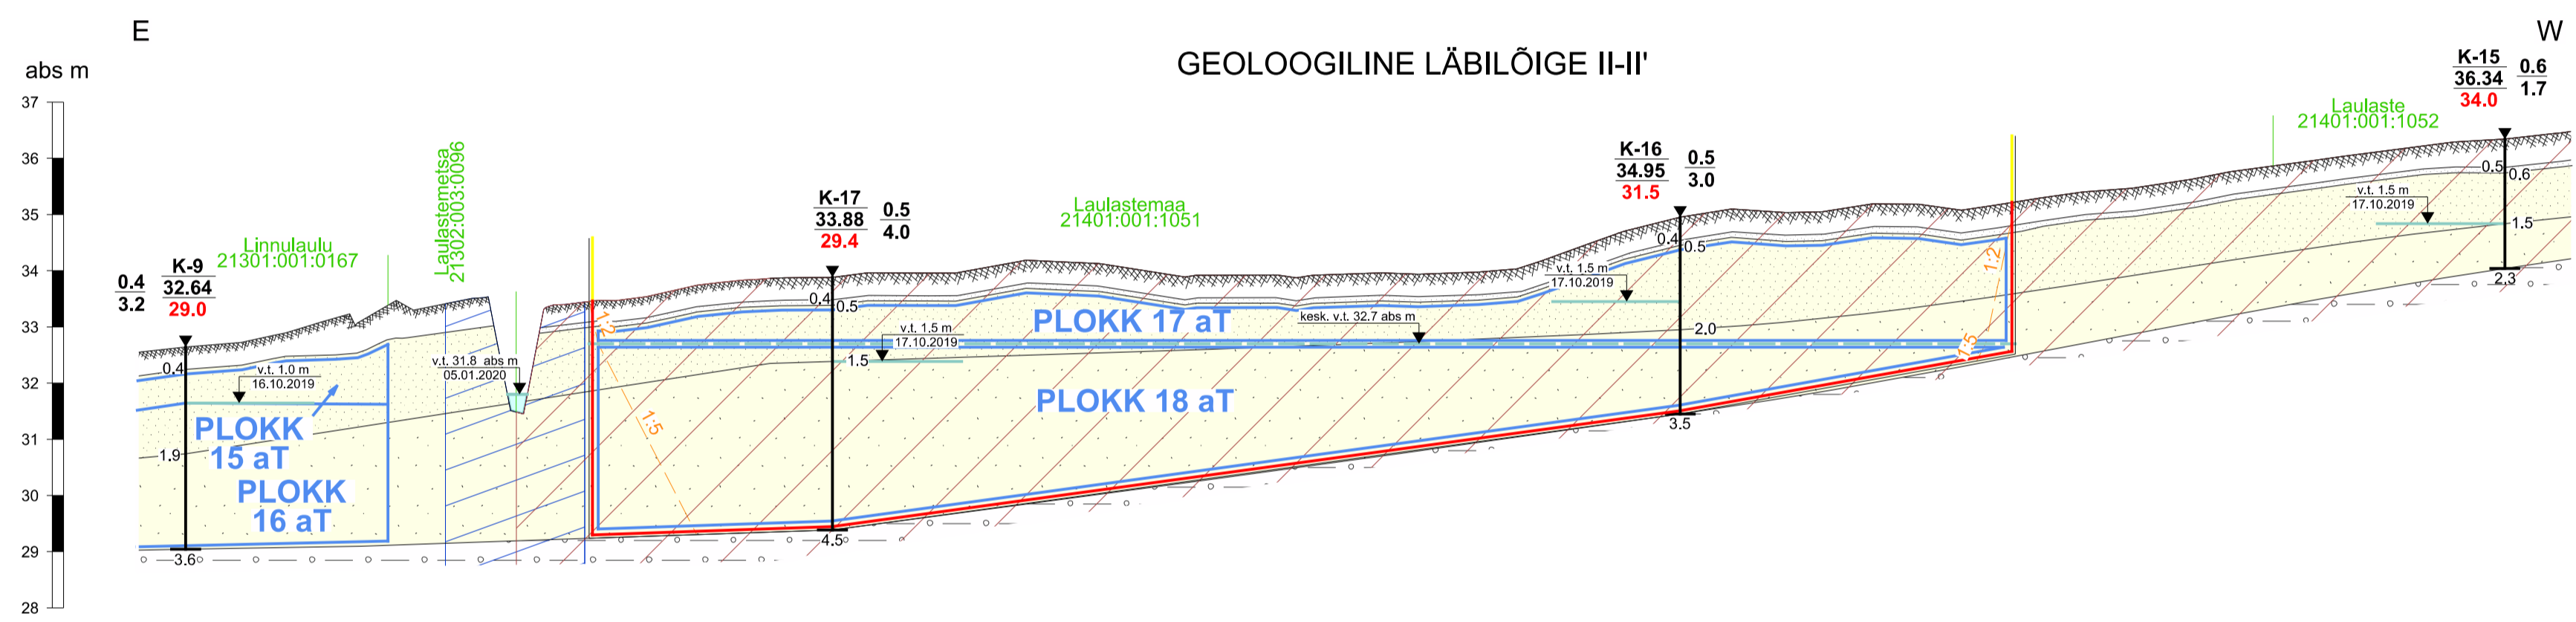 E
W
GEOLOOGILINE LÄBILÕIGE II-II'
abs m
37
36
35
34
33
32
31
30
29
28
0.4
3.2
K-9
32.64
29.0
Linnulaulu
21301:001:0167
Laulastemetsa
21302:003:0096
K-17
33.88
29.4
0.5
4.0
Laulastemaa
21401:001:1051
K-16
34.95
31.5
0.5
3.0
Laulaste
21401:001:1052
K-15
36.34
34.0
0.6
1.7
0.4
v.t. 1.0 m
16.10.2019
PLOKK
15 aT
1.9
PLOKK
16 aT
3.6
v.t. 31.8 abs m
05.01.2020
1:2
1:5
0.4
0.5
v.t. 1.5 m
17.10.2019
1.5
4.5
PLOKK 17 aT
kesk. v.t. 32.7 abs m
PLOKK 18 aT
v.t. 1.5 m
17.10.2019
0.4
0.5
2.0
3.5
1:2
1:5
v.t. 1.5 m
17.10.2019
0.5
0.6
1.5
2.3